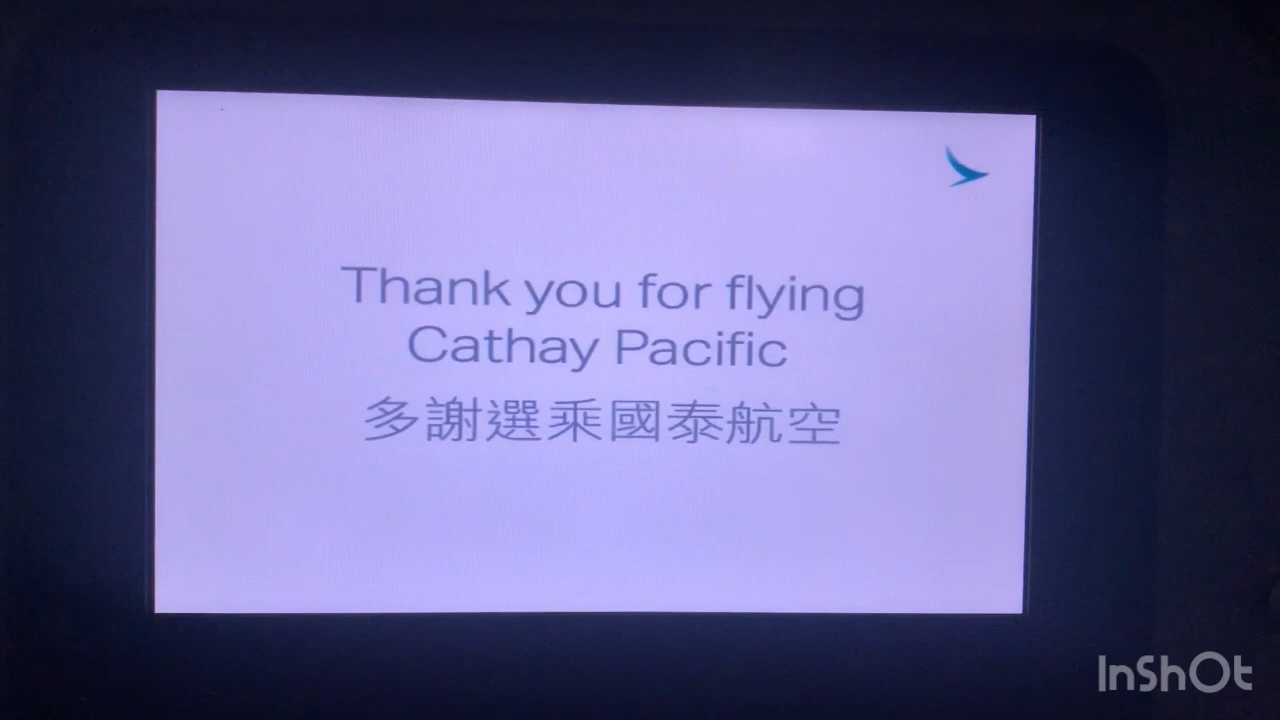 Thank you for flying
Cathay Pacific
多謝選乘國泰航空
InShOt